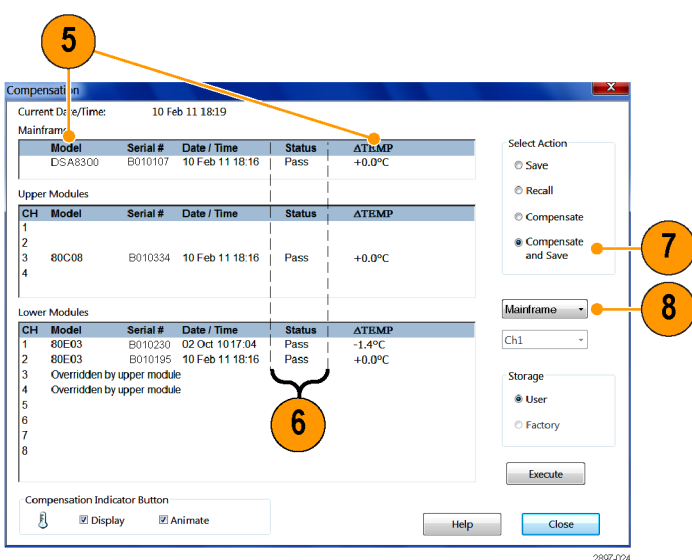 5
Compensation
X
Current Date/Time: 10 Feb 11 18:19
Mainframe
Model Serial # Date / Time Status ΔTEMP
DSA8300 B010107 10 Feb 11 18:16 Pass +0.0ºC
Upper Modules
CH Model Serial # Date / Time Status ΔTEMP
1
2
3 80C08 B010334 10 Feb 11 18:16 Pass +0.0ºC
4
Lower Modules
CH Model Serial # Date / Time Status ΔTEMP
1 80E03 B010230 02 Oct 10 17:04 Pass -1.4ºC
2 80E03 B010195 10 Feb 11 18:16 Pass +0.0ºC
3 Overridden by upper module
4 Overridden by upper module
5
6
7
8
6
Select Action
Save
Recall
Compensate
Compensate
and Save
7
Mainframe
8
Ch1
Storage
User
Factory
Execute
Compensation Indicator Button
Display Animate
Help Close
2897-024